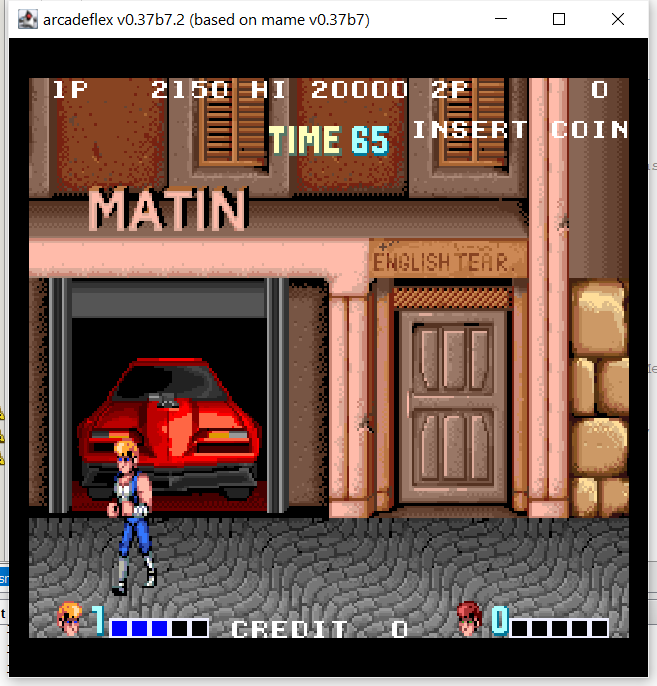 arcadeflex v0.37b7.2 (based on mame v0.37b7)
1P 2150 HI 20000 2P 0
TIME 65 INSERT COIN
MATIN
ENGLISH TEAR.
1 CREDIT 0 0